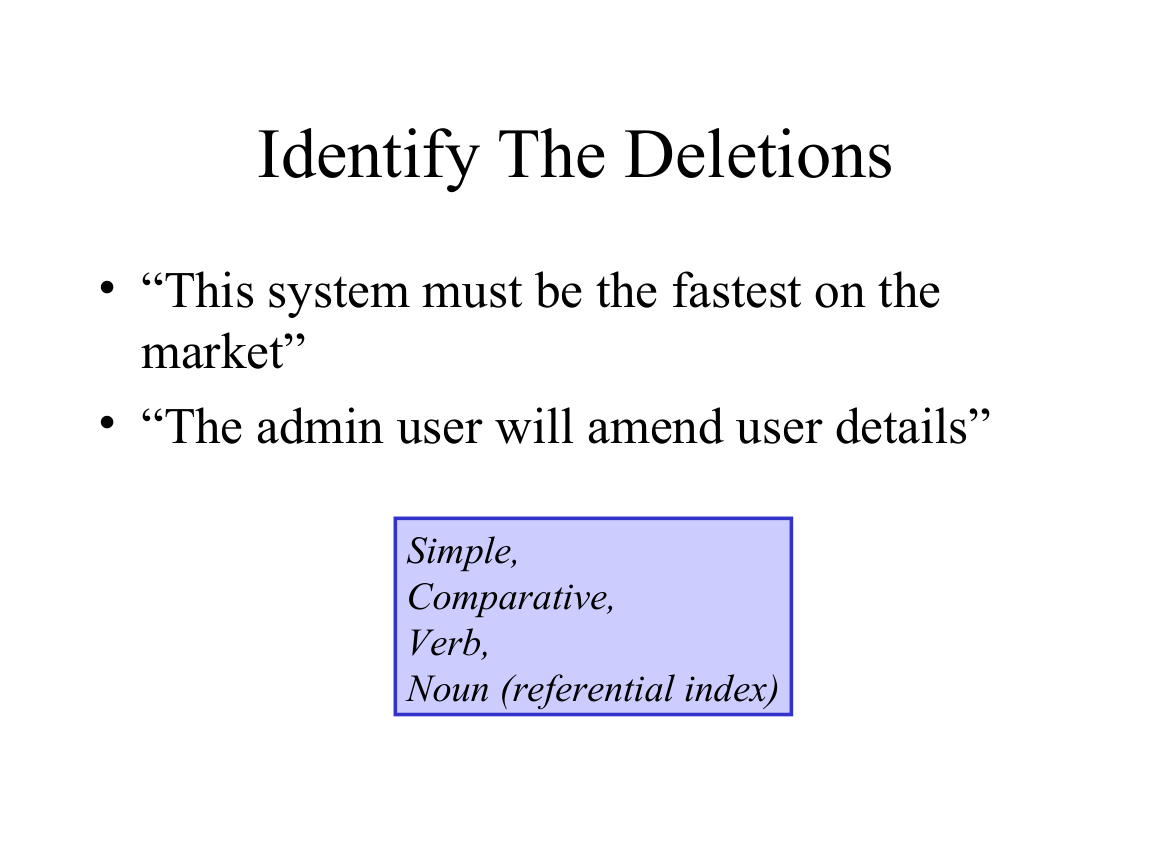 Identify The Deletions
• “This system must be the fastest on the
market”
• “The admin user will amend user details”
Simple,
Comparative,
Verb,
Noun (referential index)